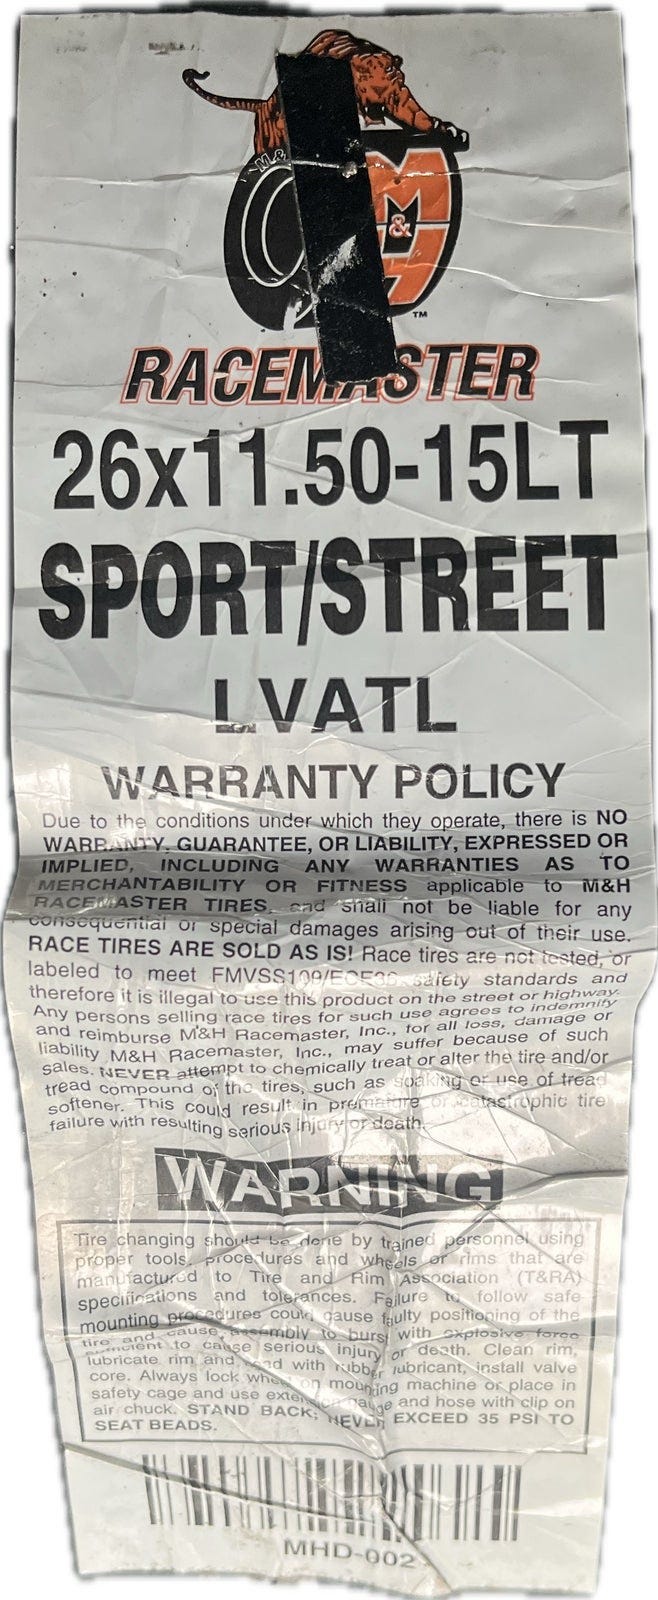 M&
M
&
TM
RACEMASTER
26x11.50-15LT
SPORT/STREET
LVATL
WARRANTY POLICY
Due to the conditions under which they operate, there is NO
WARRANTY, GUARANTEE, OR LIABILITY, EXPRESSED OR
IMPLIED, INCLUDING ANY WARRANTIES AS TO
MERCHANTABILITY OR FITNESS applicable to M&H
RACEMASTER TIRES, and shall not be liable for any
consequential or special damages arising out of their use.
RACE TIRES ARE SOLD AS IS! Race tires are not tested, or
labeled to meet FMVSS109/ECE30 safety standards and
therefore it is illegal to use this product on the street or highway.
Any persons selling race tires for such use agrees to indemnify
and reimburse M&H Racemaster, Inc., for all loss, damage or
liability M&H Racemaster, Inc., may suffer because of such
sales. NEVER attempt to chemically treat or alter the tire and/or
tread compound of the tires, such as soaking or use of tread
softener. This could result in premature or catastrophic tire
failure with resulting serious injury or death.
WARNING
Tire changing should be done by trained personnel using
proper tools, procedures and wheels or rims that are
manufactured to Tire and Rim Association (T&RA)
specifications and tolerances. Failure to follow safe
mounting procedures could cause faulty positioning of the
tire and cause assembly to burst with explosive force
sufficient to cause serious injury or death. Clean rim,
lubricate rim and bead with rubber lubricant, install valve
core. Always lock wheel on mounting machine or place in
safety cage and use extension gauge and hose with clip on
air chuck. STAND BACK; NEVER EXCEED 35 PSI TO
SEAT BEADS.
MHD-002